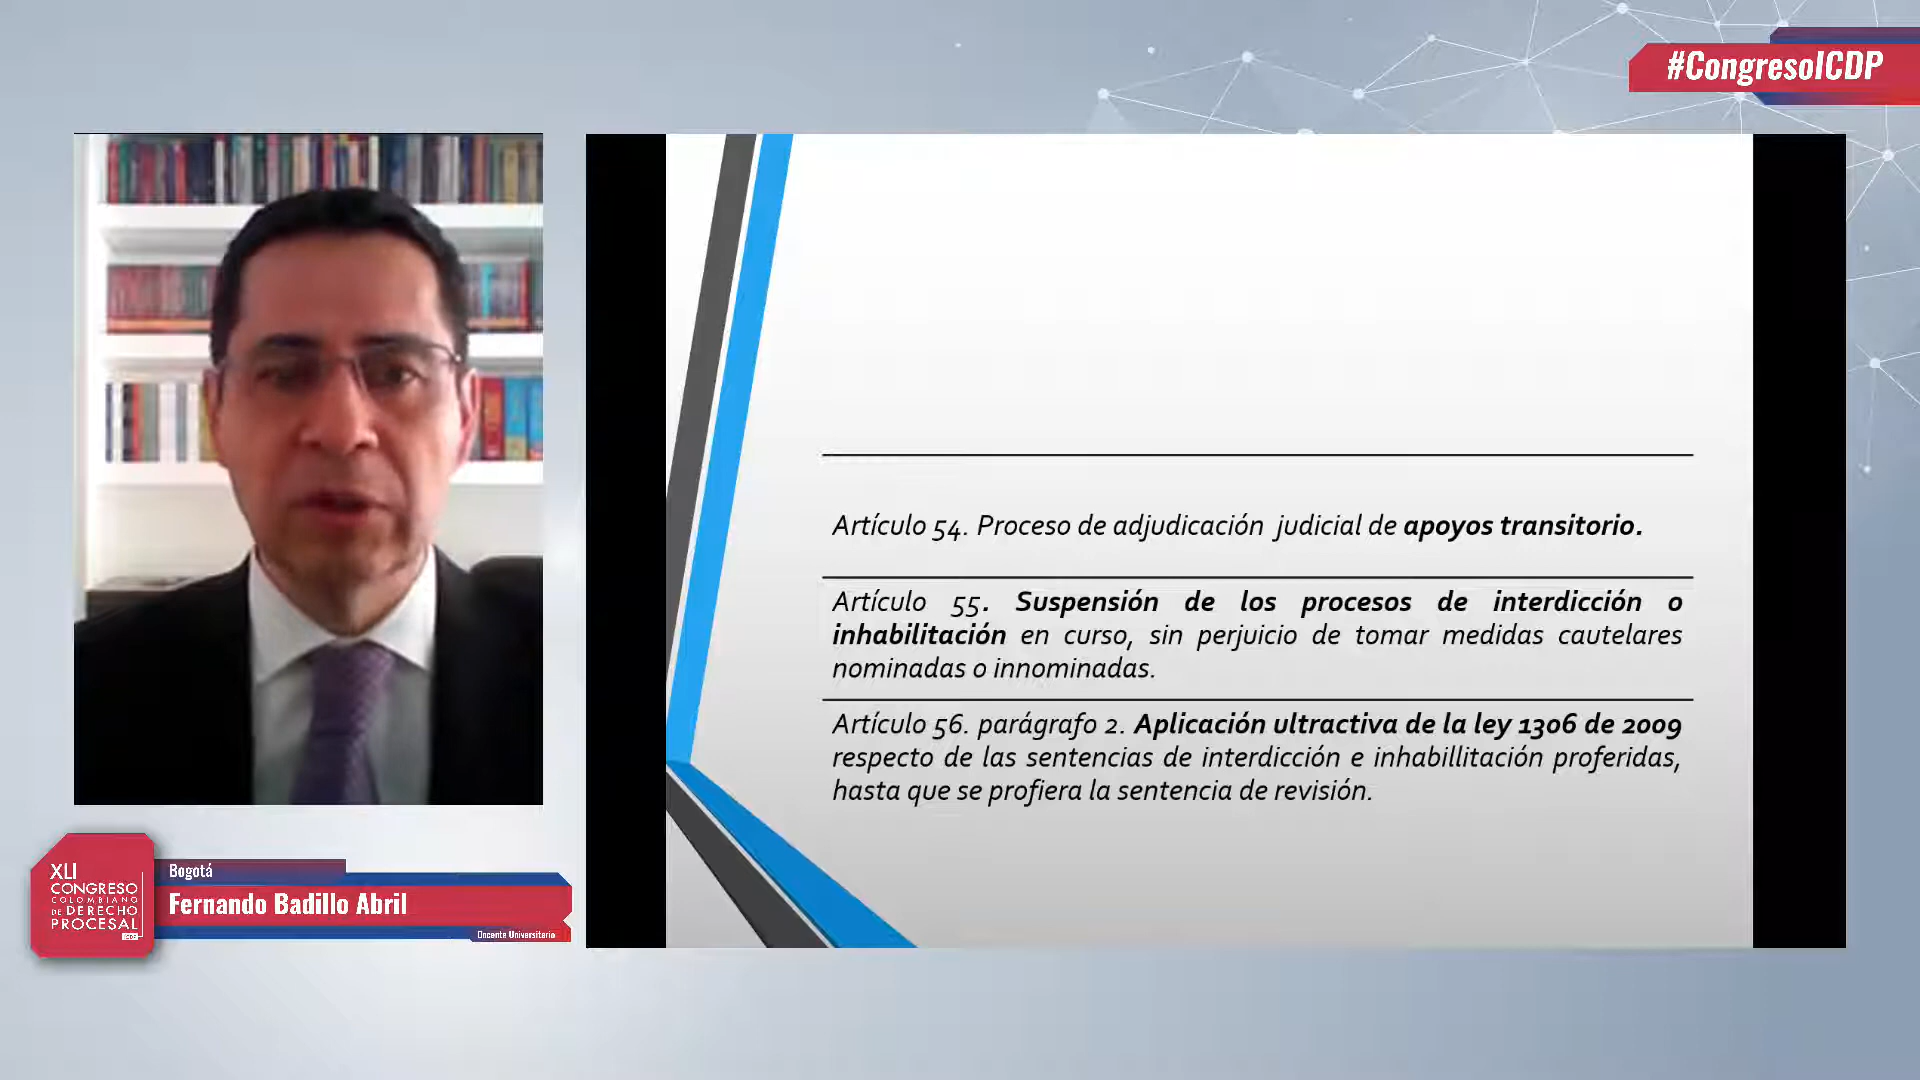 #CongresoICDP
Artículo 54. Proceso de adjudicación judicial de apoyos transitorio.
Artículo 55. Suspensión de los procesos de interdicción o
inhabilitación en curso, sin perjuicio de tomar medidas cautelares
nominadas o innominadas.
Artículo 56. parágrafo 2. Aplicación ultractiva de la ley 1306 de 2009
respecto de las sentencias de interdicción e inhabillitación proferidas,
hasta que se profiera la sentencia de revisión.
XLI
CONGRESO
COLOMBIANO
DE DERECHO
PROCESAL
Bogotá
Fernando Badillo Abril
Docente Universitario